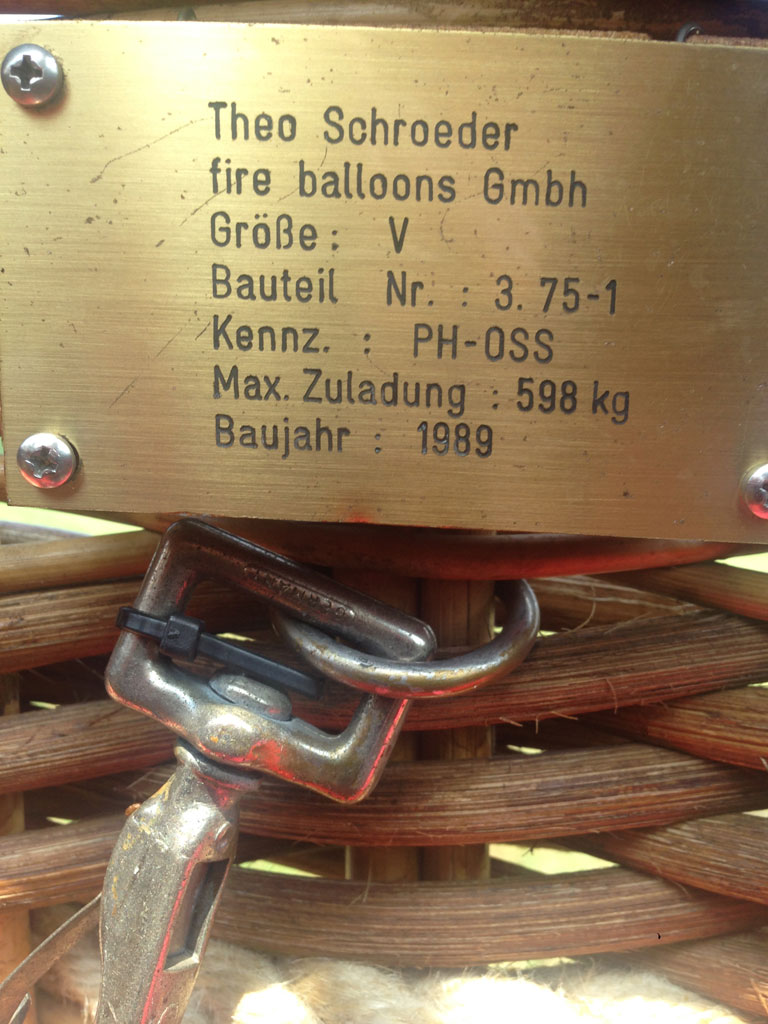 Theo Schroeder
fire balloons Gmbh
Größe: V
Bauteil Nr. : 3. 75-1
Kennz. : PH-OSS
Max. Zuladung : 598 kg
Baujahr : 1989